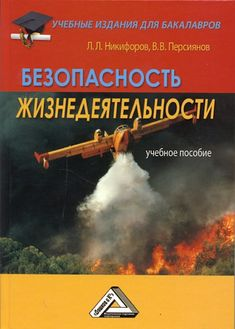 УЧЕБНЫЕ ИЗДАНИЯ ДЛЯ БАКАЛАВРОВ
Л.Л. Никифоров, В.В. Персиянов
БЕЗОПАСНОСТЬ
ЖИЗНЕДЕЯТЕЛЬНОСТИ
учебное пособие